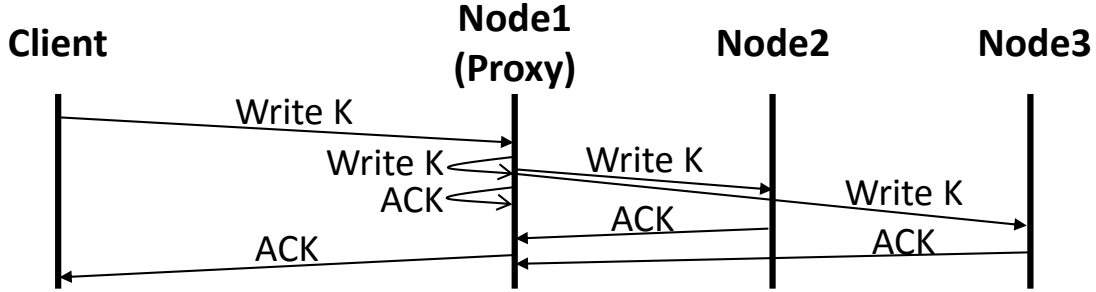 Client
Node1
(Proxy)
Node2
Node3
Write K
Write K
Write K
Write K
ACK
ACK
ACK
ACK